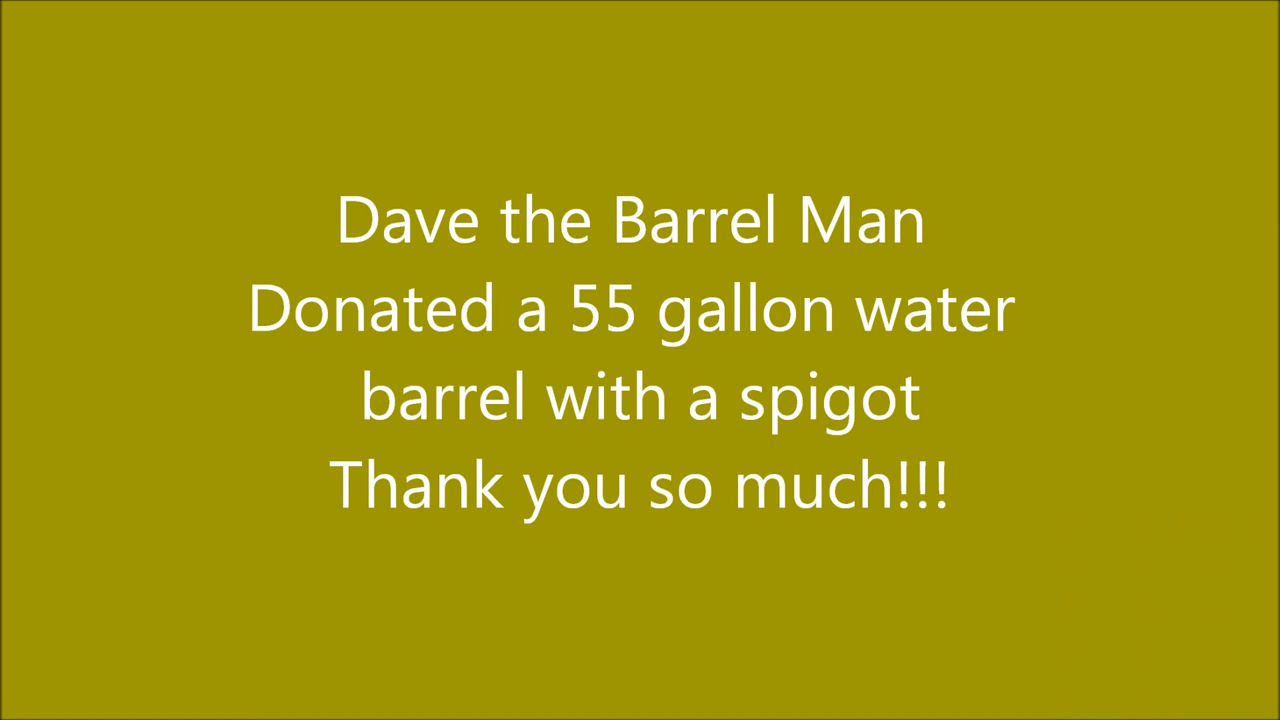 Dave the Barrel Man
Donated a 55 gallon water
barrel with a spigot
Thank you so much!!!